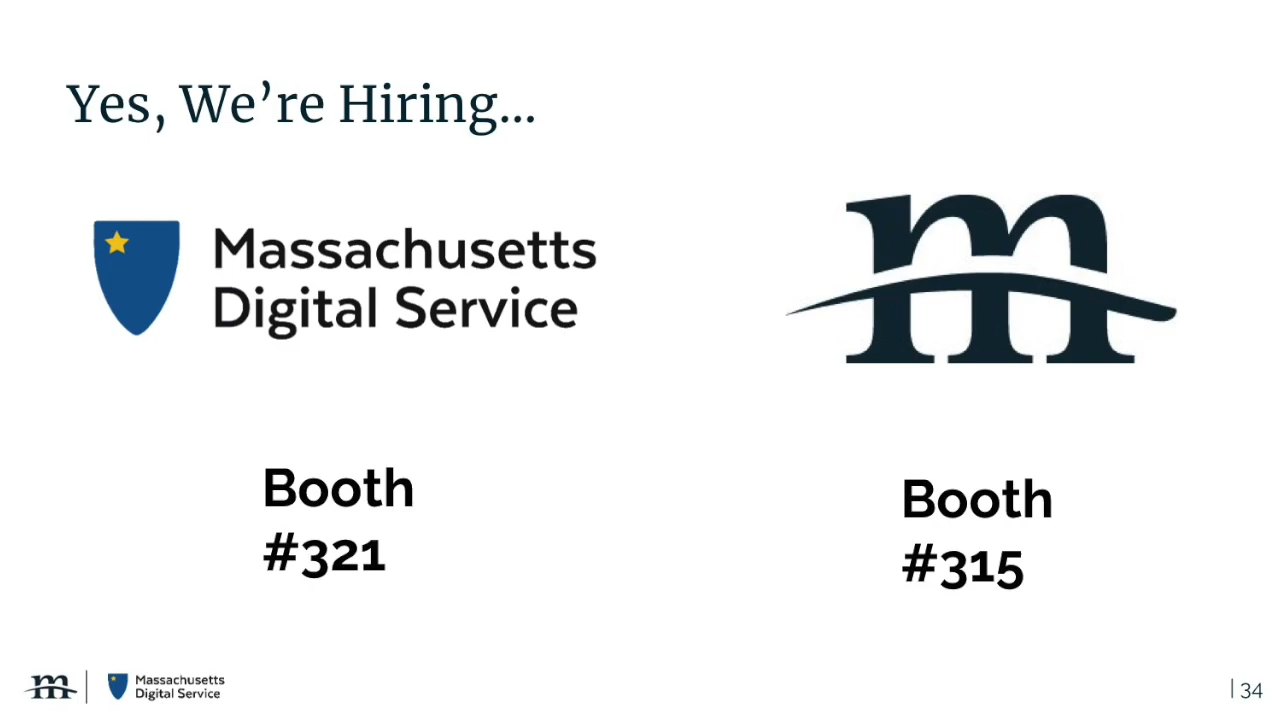 Yes, We’re Hiring...
Massachusetts
Digital Service
m
Booth
#321
Booth
#315
m
Massachusetts
Digital Service
34